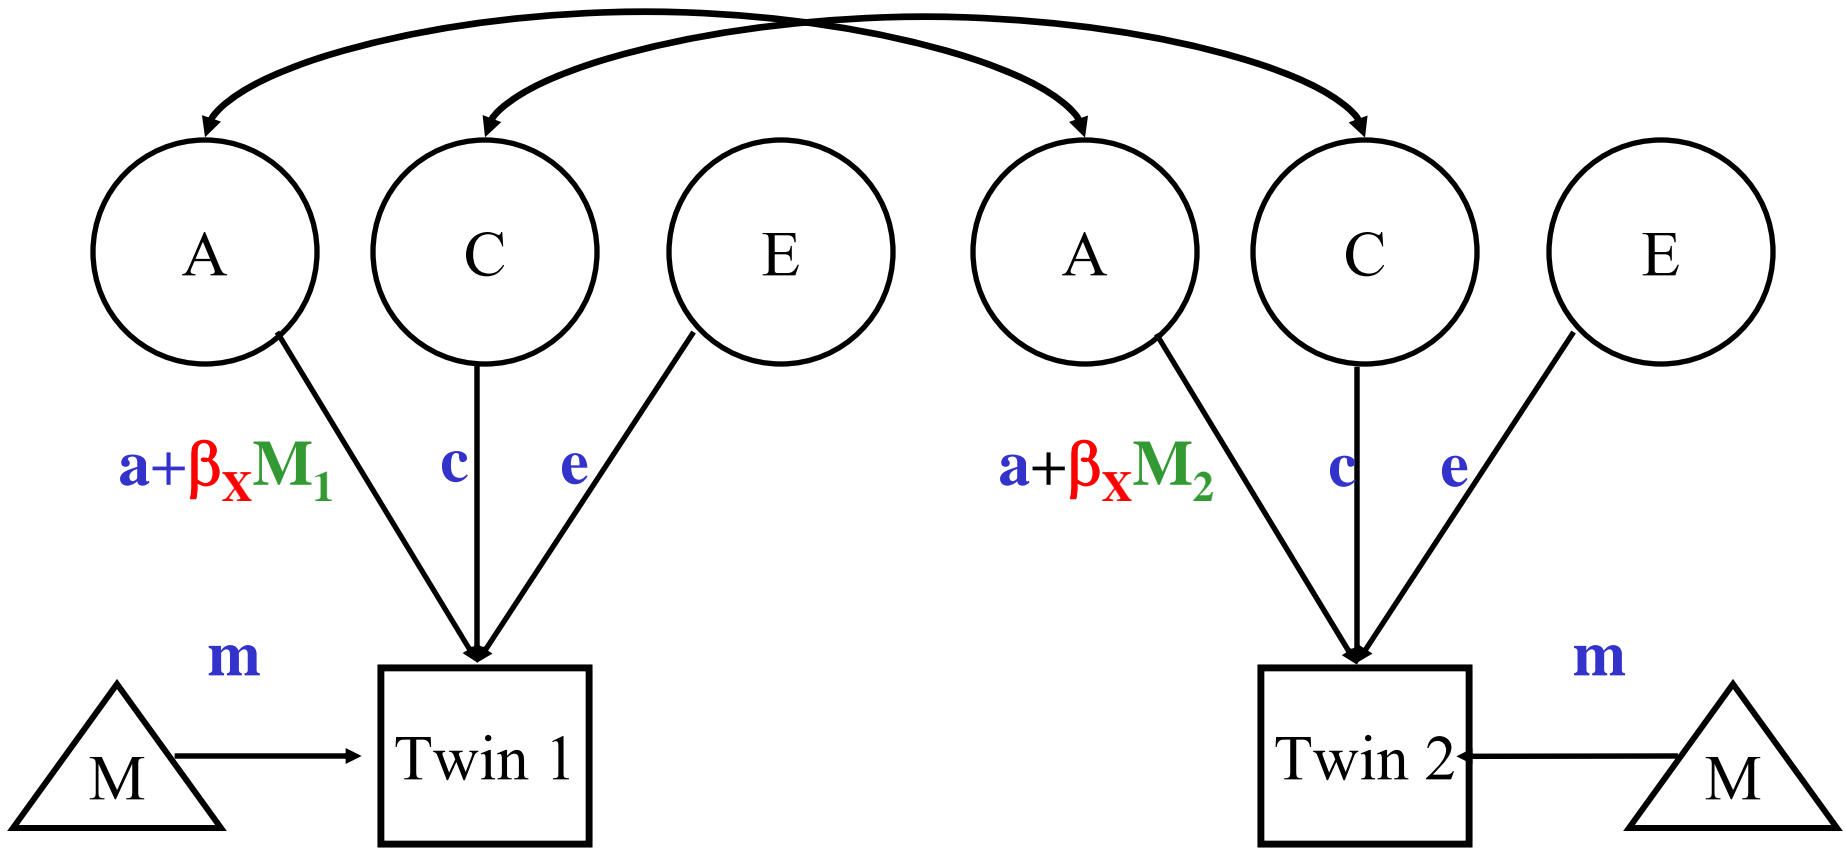 A C E A C E
a+βXM1 c e a+βXM2 c e
m m
M Twin 1 Twin 2 M